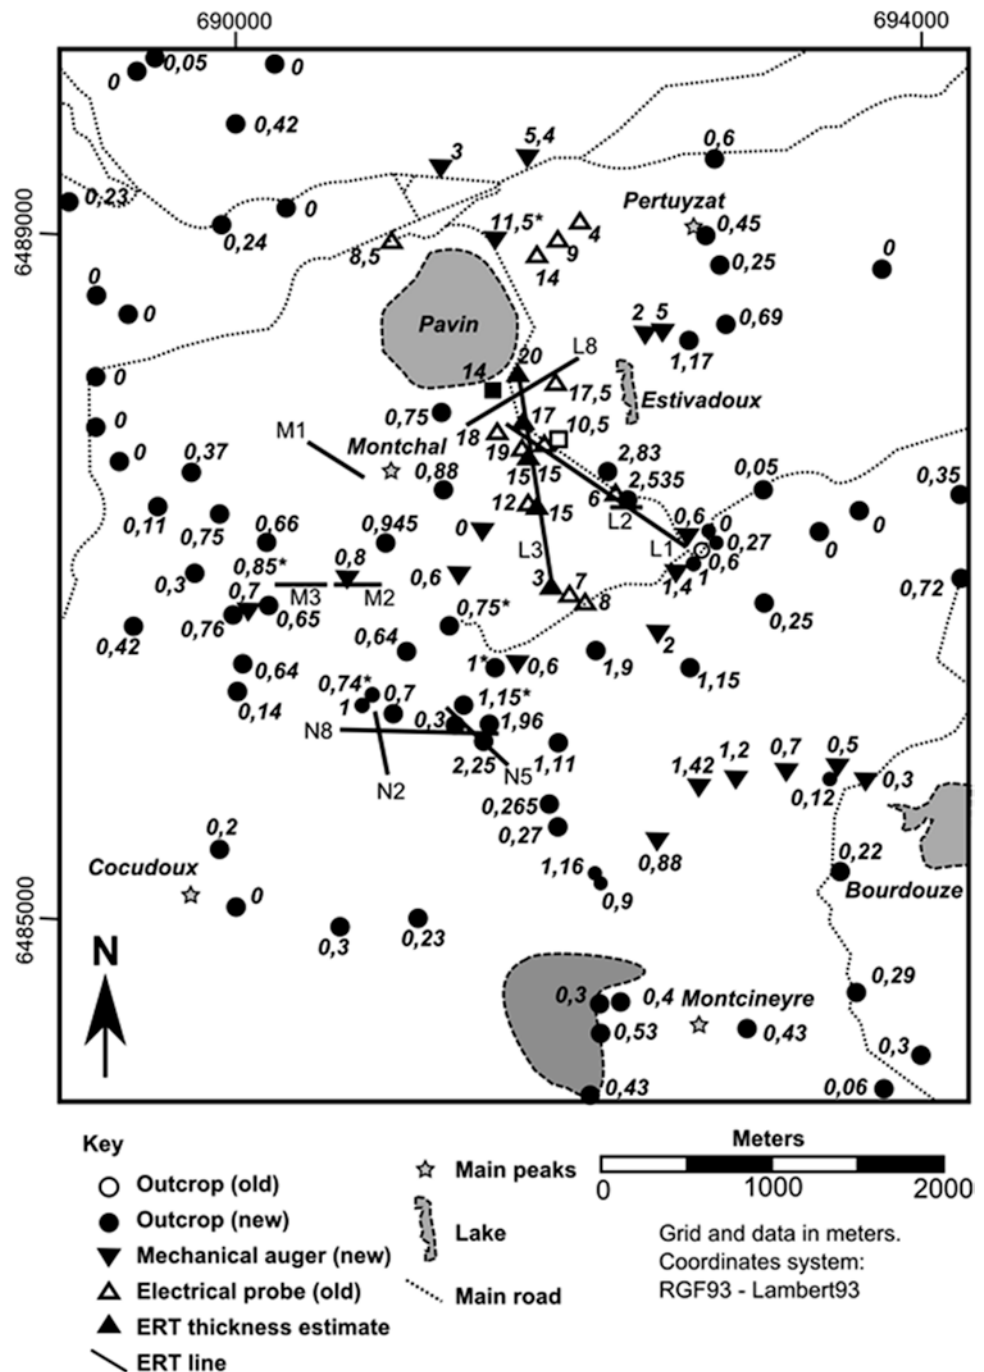 690000 694000
0 0,05 0
0,42
3 5,4 0,6
0,23 0
Pertuyzat
0,24 11,5* 4 0,45
8,5 9 0
14 0,25
0 0
Pavin 2 5 0,69
1,17
L8
20
0 14 17,5
Estivadoux
0,75 17 10,5
0 M1 18
Montchal 19
0 0,37 0,88 15 15 2,83 0,05 0,35
2,535
6
0,11 0,75 0,66 0,945 0 12 15 L2 0,6 0 0
0
L3 L1 0,27
0,85* 0,8 0,6 0,6
0,3 0,7 M3 M2 3 7 1,4 1 0,72
8
0,76 0,65 0,75* 0,25
0,42 0,64 2
0,64 1* 0,6 1,9 1,15
0,14 0,74* 0,7
1 1,15*
0,3 1,96
N8
2,25 N5 1,11 1,42 1,2 0,7 0,5
0,3
N2 0,12
0,265
0,27
0,2 0,88 0,22
Cocudoux 1,16
Bourdouze
0 0,9
0,3 0,23
0,29
0,3 0,4 Montcineyre
0,53 0,43
0,3
0,43 0,06
6489000
6485000
N
Key
Outcrop (old)
Outcrop (new)
Mechanical auger (new)
Electrical probe (old)
ERT thickness estimate
ERT line
Main peaks
Lake
Main road
Meters
0 1000 2000
Grid and data in meters.
Coordinates system:
RGF93 - Lambert93